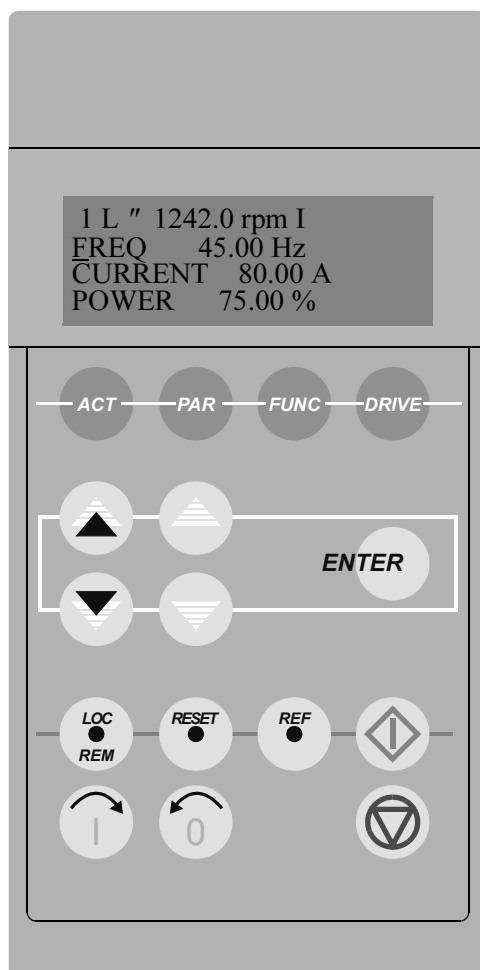 1 L " 1242.0 rpm I
FREQ 45.00 Hz
CURRENT 80.00 A
POWER 75.00 %
ACT PAR FUNC DRIVE
ENTER
LOC RESET REF
REM
I 0